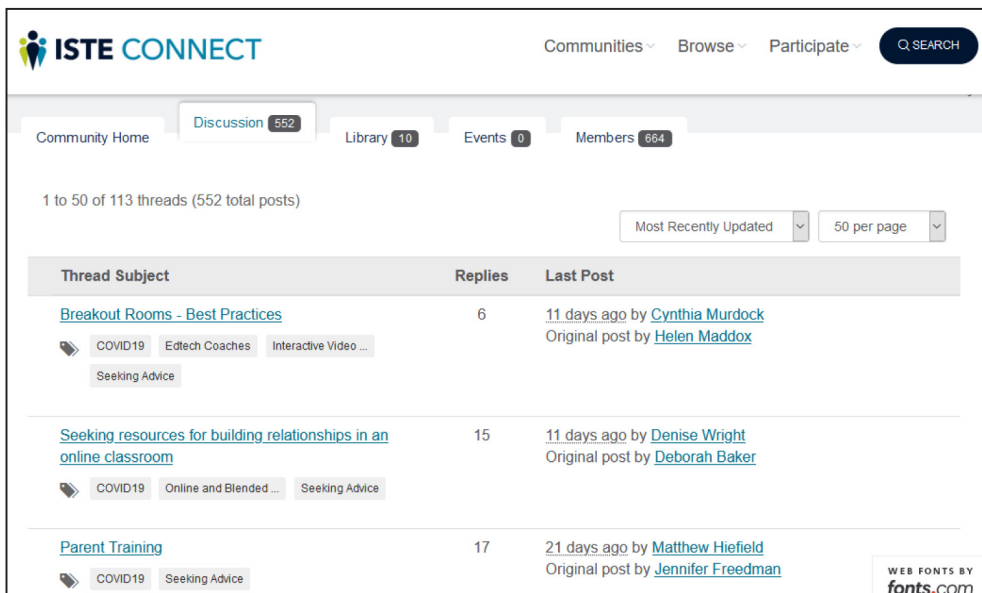 ISTE CONNECT
Communities Browse Participate SEARCH
Community Home Discussion 552 Library 10 Events 0 Members 664
1 to 50 of 113 threads (552 total posts)
Most Recently Updated 50 per page
Thread Subject Replies Last Post
Breakout Rooms - Best Practices 6 11 days ago by Cynthia Murdock
Original post by Helen Maddox
COVID19 Edtech Coaches Interactive Video ...
Seeking Advice
Seeking resources for building relationships in an 15 11 days ago by Denise Wright
online classroom Original post by Deborah Baker
COVID19 Online and Blended ... Seeking Advice
Parent Training 17 21 days ago by Matthew Hiefield
Original post by Jennifer Freedman
COVID19 Seeking Advice
WEB FONTS BY
fonts.com